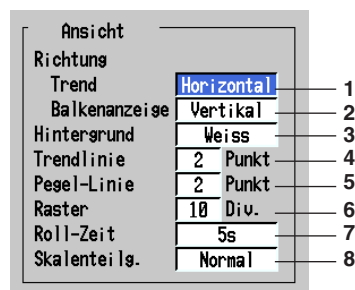 Ansicht
Richtung
Trend Horizontal 1
Balkenanzeige Vertikal 2
Hintergrund Weiss 3
Trendlinie 2 Punkt 4
Pegel-Linie 2 Punkt 5
Raster 10 Div. 6
Roll-Zeit 5s 7
Skalenteilg. Normal 8